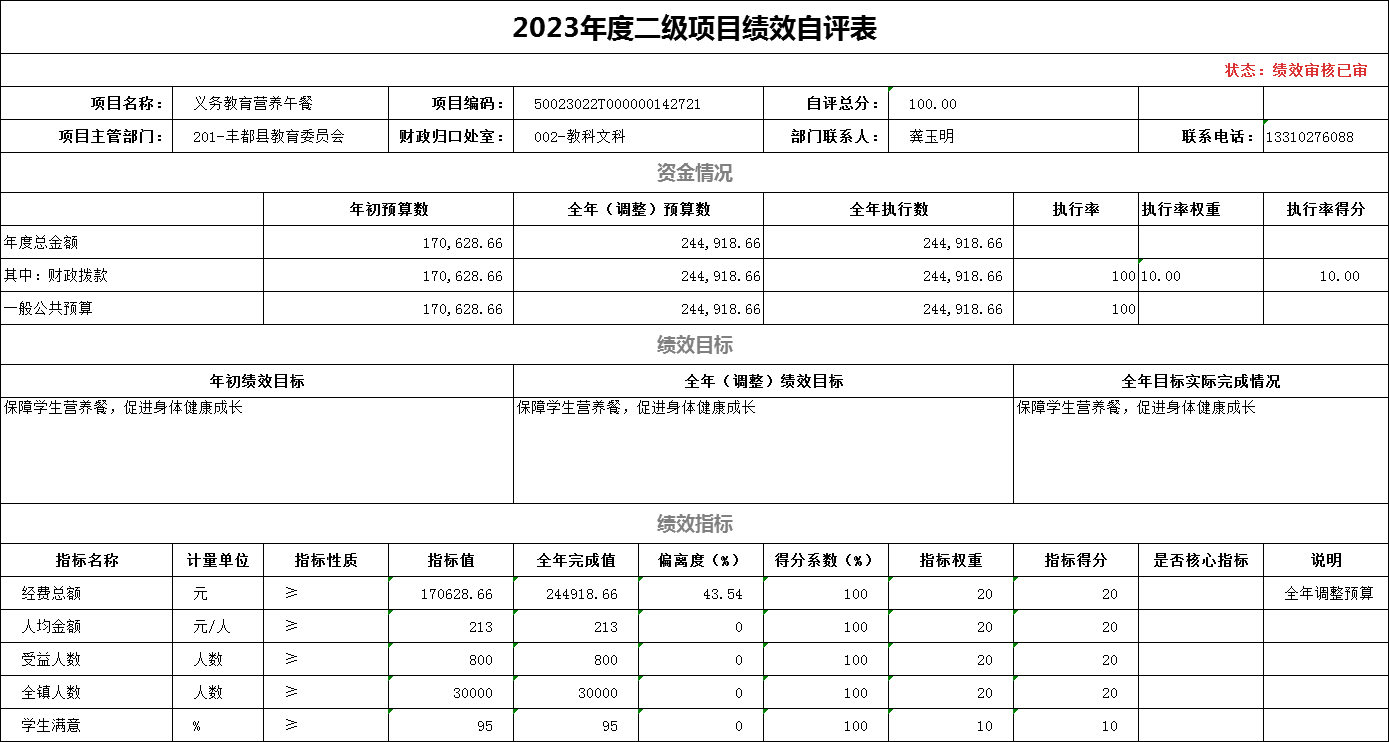 2023年度二级项目绩效自评表
状态：绩效审核已审
项目名称： 义务教育营养午餐 项目编码： 50023022T000000142721 自评总分： 100.00
项目主管部门： 201-丰都县教育委员会 财政归口处室： 002-教科文科 部门联系人： 龚玉明 联系电话： 13310276088
资金情况
年初预算数 全年（调整）预算数 全年执行数 执行率 执行率权重 执行率得分
年度总金额 170,628.66 244,918.66 244,918.66
其中：财政拨款 170,628.66 244,918.66 244,918.66 100 10.00 10.00
一般公共预算 170,628.66 244,918.66 244,918.66 100
绩效目标
年初绩效目标 全年（调整）绩效目标 全年目标实际完成情况
保障学生营养餐，促进身体健康成长 保障学生营养餐，促进身体健康成长 保障学生营养餐，促进身体健康成长
绩效指标
指标名称 计量单位 指标性质 指标值 全年完成值 偏离度（%） 得分系数（%） 指标权重 指标得分 是否核心指标 说明
经费总额 元 ≥ 170628.66 244918.66 43.54 100 20 20 全年调整预算
人均金额 元/人 ≥ 213 213 0 100 20 20
受益人数 人数 ≥ 800 800 0 100 20 20
全镇人数 人数 ≥ 30000 30000 0 100 20 20
学生满意 % ≥ 95 95 0 100 10 10